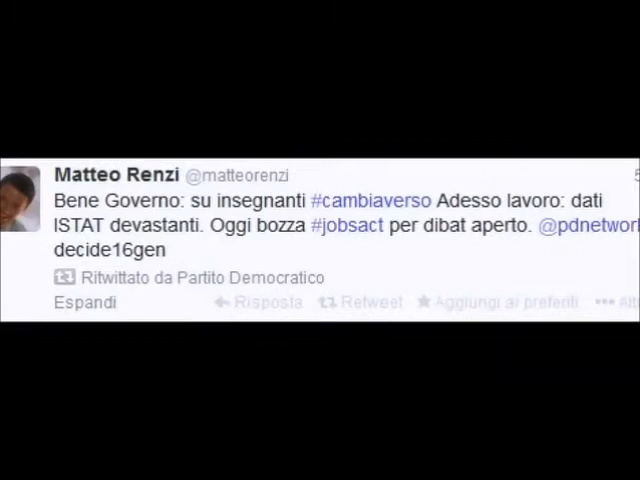 Matteo Renzi @matteorenzi
Bene Governo: su insegnanti #cambiaverso Adesso lavoro: dati
ISTAT devastanti. Oggi bozza #jobsact per dibat aperto. @pdnetwork
decide16gen
Ritwittato da Partito Democratico
Espandi Risposta Retweet Aggiungi ai preferiti